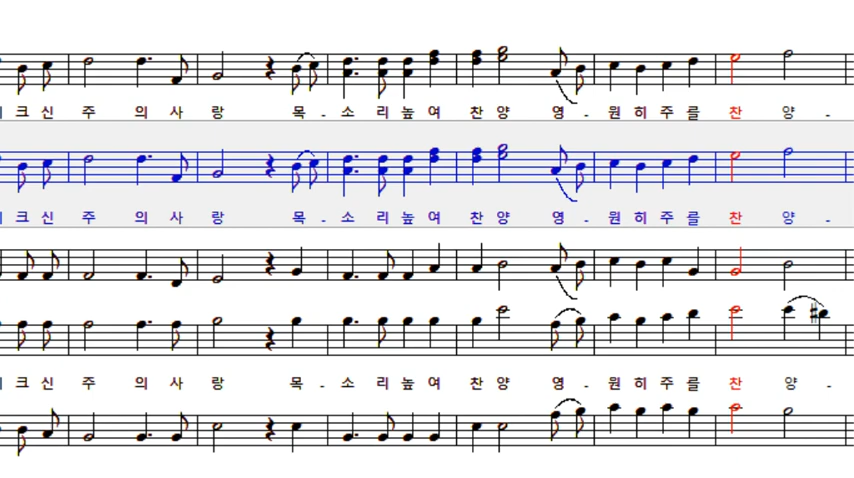 크 신 주 의 사 랑 목 - 소 리 높 여 찬 양 영 - 원 히 주 를 찬 양 -
크 신 주 의 사 랑 목 - 소 리 높 여 찬 양 영 - 원 히 주 를 찬 양 -
크 신 주 의 사 랑 목 - 소 리 높 여 찬 양 영 - 원 히 주 를 찬 양 -